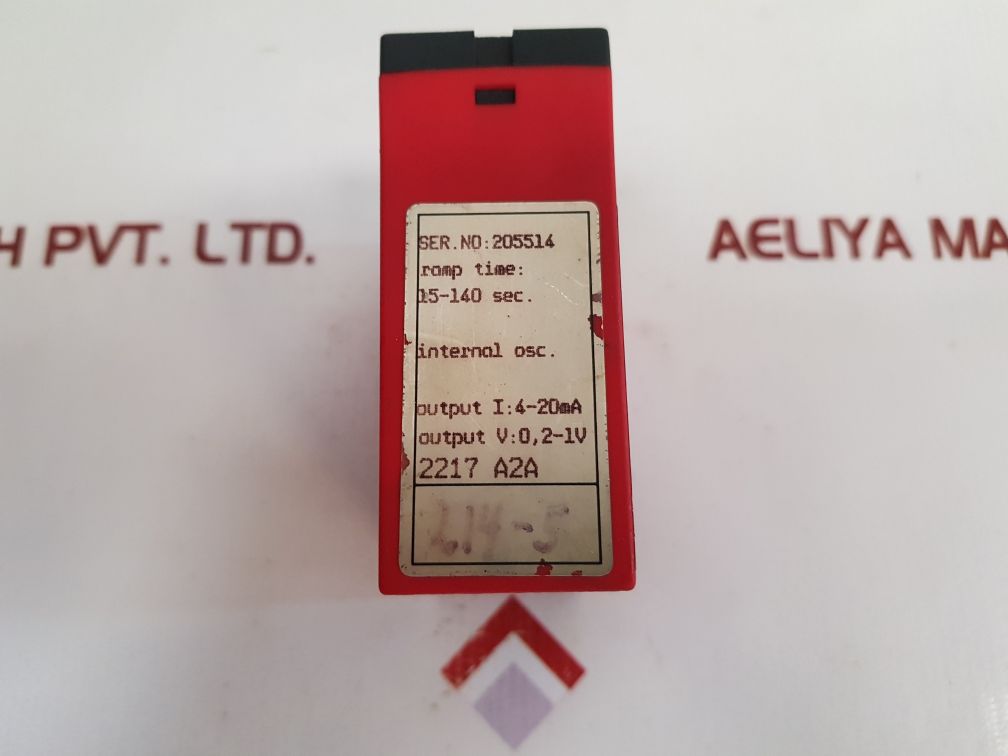 H PVT. LTD.
AELIYA MA
SER.NO:205514
ramp time:
15-140 sec.
internal osc.
output I:4-20mA
output V:0,2-1V
2217 A2A